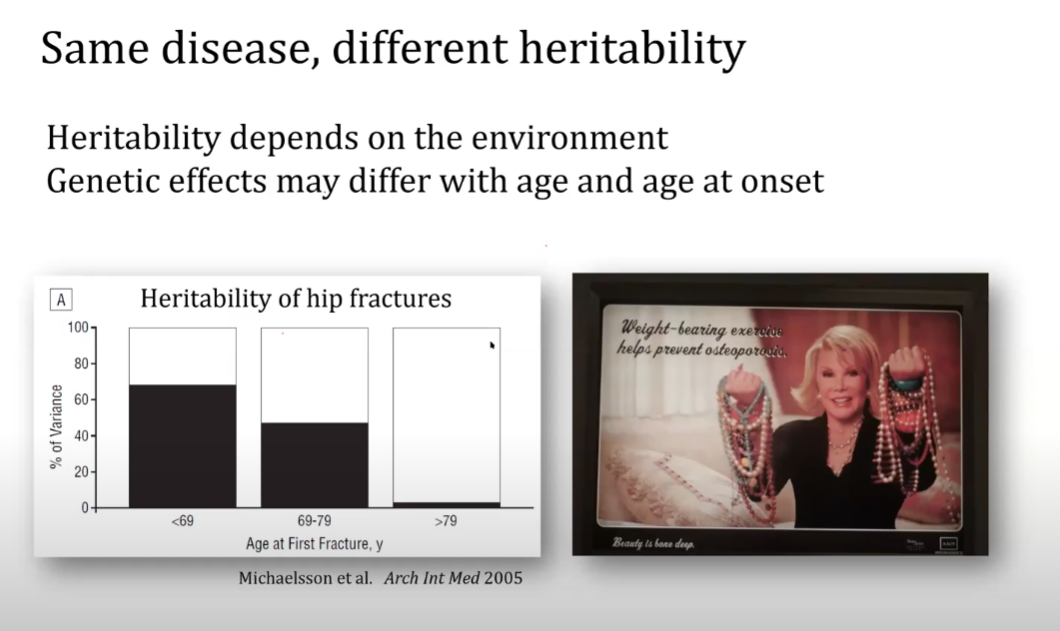 Same disease, different heritability
Heritability depends on the environment
Genetic effects may differ with age and age at onset
A
Heritability of hip fractures
100
80
60
40
20
0
% of Variance
<69
69-79
>79
Age at First Fracture, y
Michaelsson et al. Arch Int Med 2005
Weight-bearing exercise
helps prevent osteoporosis.
Beauty is bone deep.